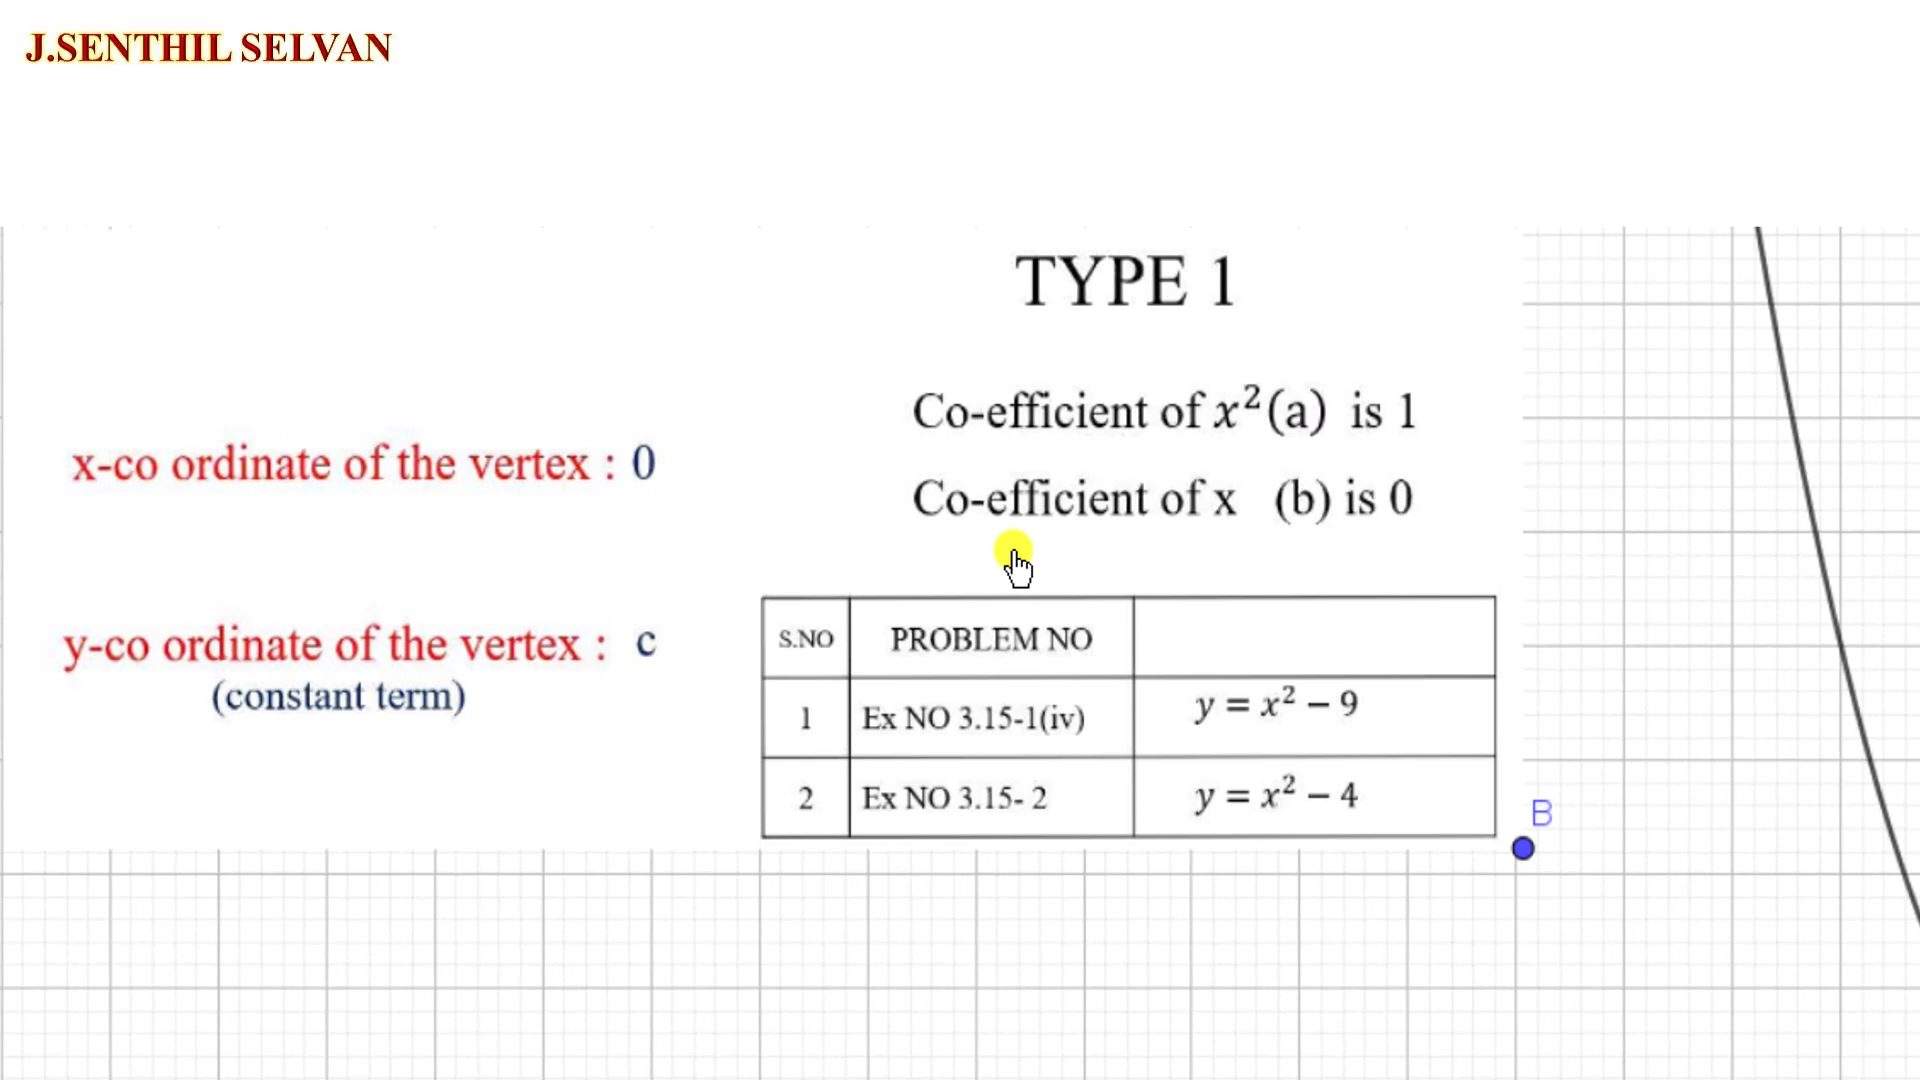 J.SENTHIL SELVAN
TYPE 1
Co-efficient of x²(a) is 1
Co-efficient of x (b) is 0
x-co ordinate of the vertex : 0
y-co ordinate of the vertex : c
(constant term)
S.NO PROBLEM NO
1 Ex NO 3.15-1(iv) y = x² − 9
2 Ex NO 3.15- 2 y = x² − 4
B